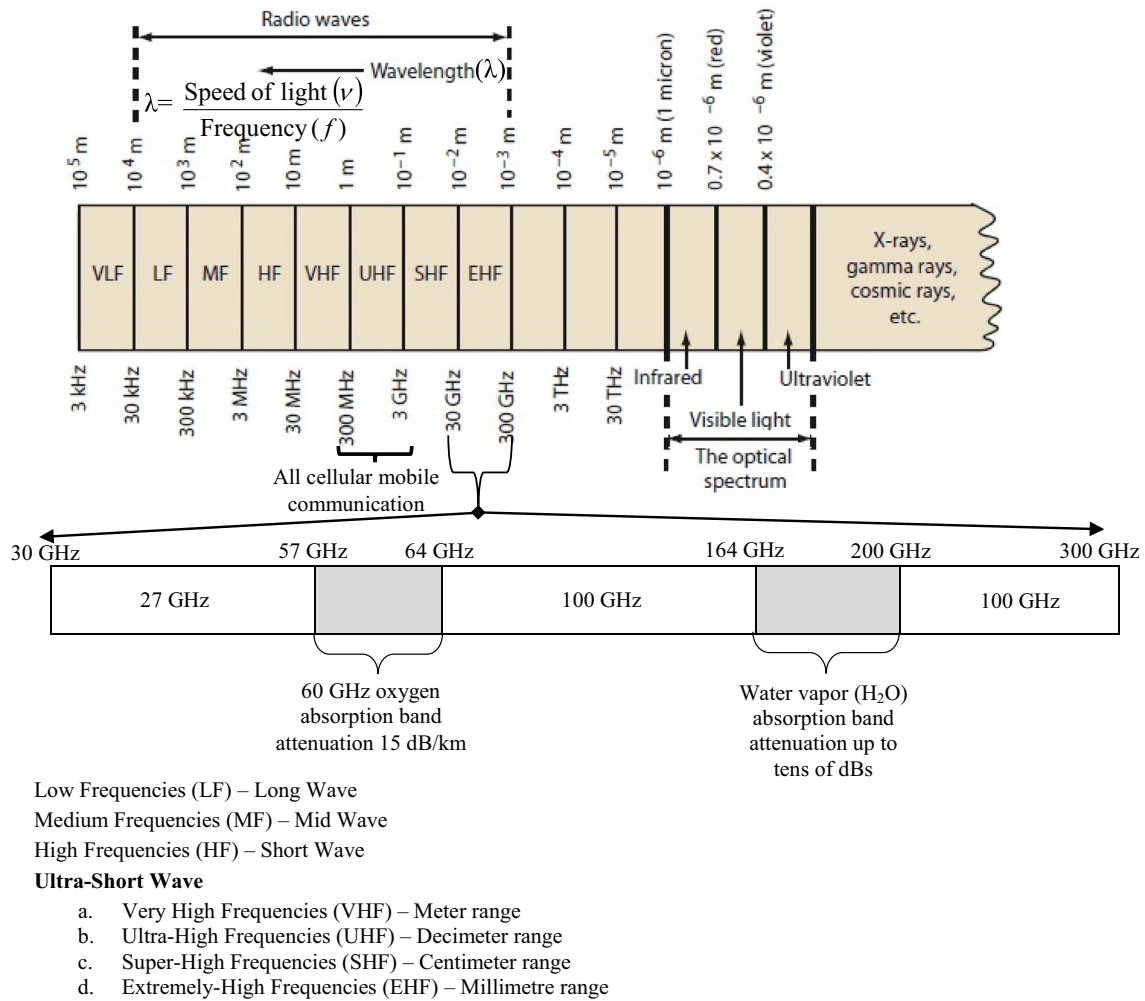 Radio waves
Wavelength(λ)
λ= Speed of light (ν)
Frequency (f)
10⁵ m
10⁴ m
10³ m
10² m
10 m
1 m
10⁻¹ m
10⁻² m
10⁻³ m
10⁻⁴ m
10⁻⁵ m
10⁻⁶ m (1 micron)
0.7 x 10⁻⁶ m (red)
0.4 x 10⁻⁶ m (violet)
VLF
LF
MF
HF
VHF
UHF
SHF
EHF
X-rays,
gamma rays,
cosmic rays,
etc.
3 kHz
30 kHz
300 kHz
3 MHz
30 MHz
300 MHz
3 GHz
30 GHz
300 GHz
3 THz
30 THz
Infrared
Ultraviolet
Visible light
The optical
spectrum
All cellular mobile
communication
30 GHz
57 GHz
64 GHz
164 GHz
200 GHz
300 GHz
27 GHz
100 GHz
100 GHz
60 GHz oxygen
absorption band
attenuation 15 dB/km
Water vapor (H₂O)
absorption band
attenuation up to
tens of dBs
Low Frequencies (LF) – Long Wave
Medium Frequencies (MF) – Mid Wave
High Frequencies (HF) – Short Wave
Ultra-Short Wave
a. Very High Frequencies (VHF) – Meter range
b. Ultra-High Frequencies (UHF) – Decimeter range
c. Super-High Frequencies (SHF) – Centimeter range
d. Extremely-High Frequencies (EHF) – Millimetre range